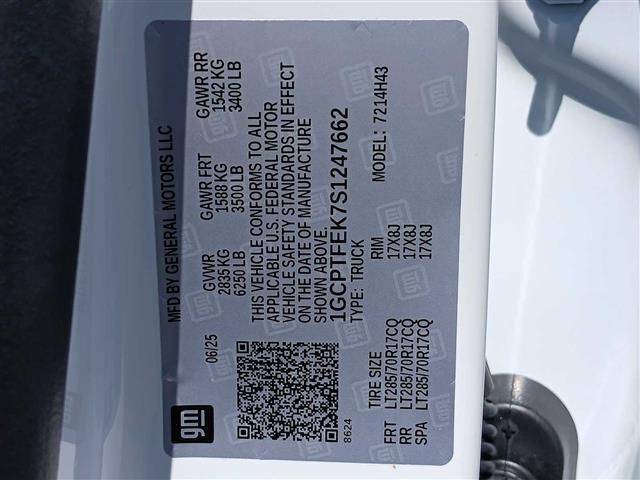 gm
MFD BY GENERAL MOTORS LLC
06/25
GVWR GAWR FRT GAWR RR
2835 KG 1588 KG 1542 KG
6250 LB 3500 LB 3400 LB
THIS VEHICLE CONFORMS TO ALL
APPLICABLE U.S. FEDERAL MOTOR
VEHICLE SAFETY STANDARDS IN EFFECT
ON THE DATE OF MANUFACTURE
SHOWN ABOVE.
1GCPTFEK7S1247662
TYPE: TRUCK MODEL: 7214H43
8624
TIRE SIZE RIM
FRT LT285/70R17CQ 17X8J
RR LT285/70R17CQ 17X8J
SPA LT285/70R17CQ 17X8J